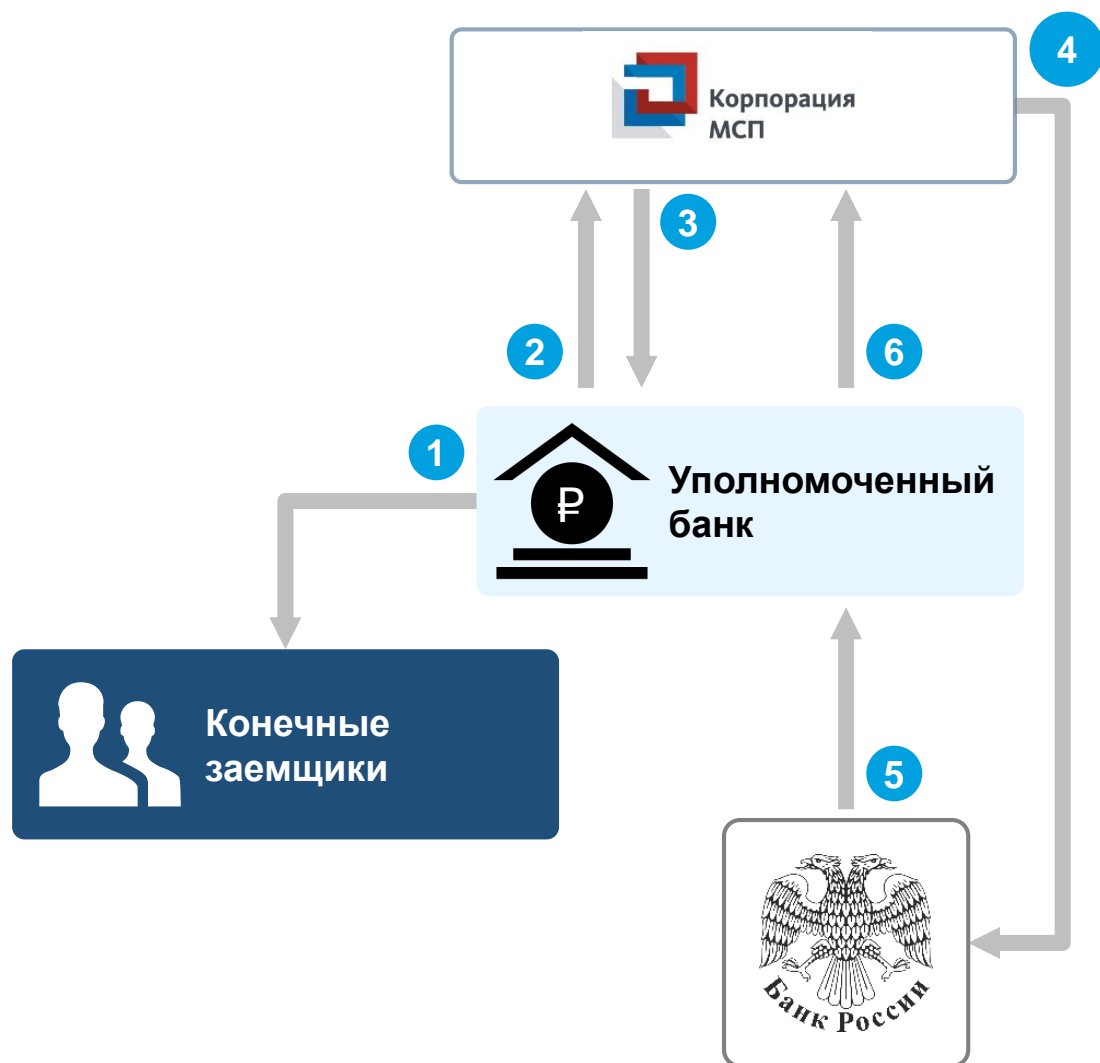 4
Корпорация
МСП
3
2
6
1
₽
Уполномоченный
банк
Конечные
заемщики
5
Банк России